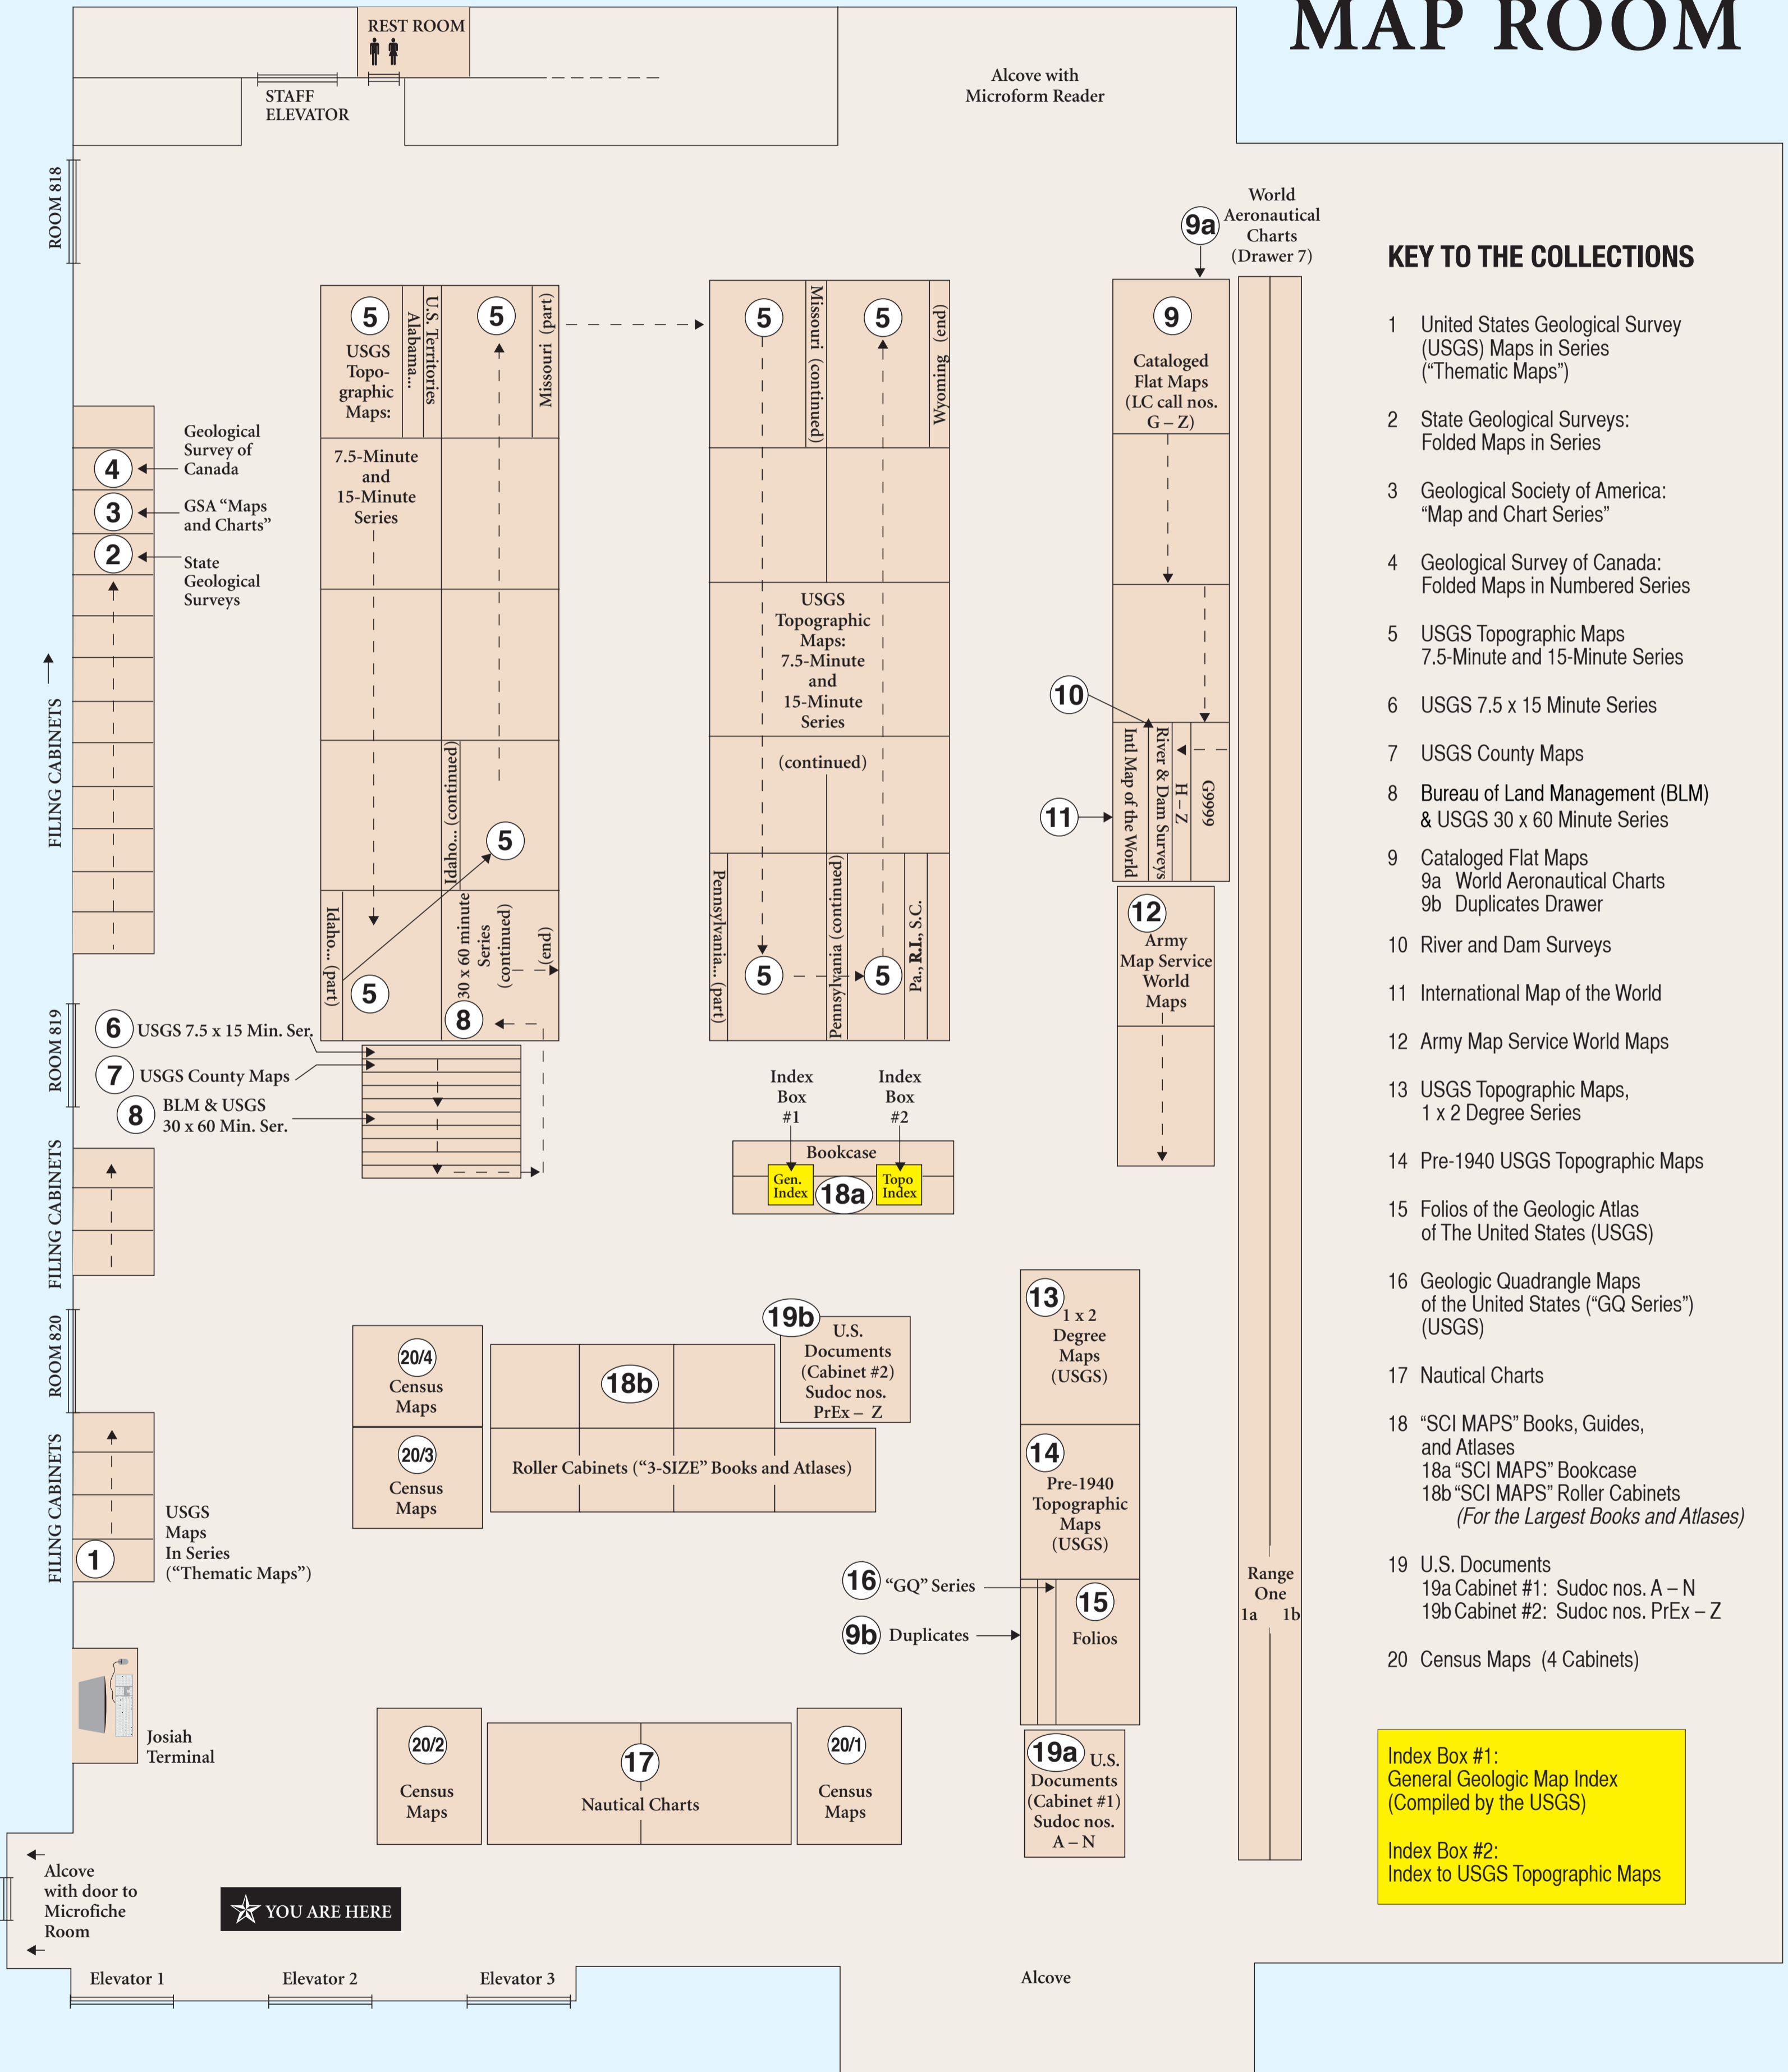 MAP ROOM
REST ROOM
STAFF
ELEVATOR
Alcove with
Microform Reader
ROOM 818
World
Aeronautical
Charts
(Drawer 7)
9a
5
USGS
Topo-
graphic
Maps:
Alabama...
U.S. Territories
5
Missouri (part)
7.5-Minute
and
15-Minute
Series
5
Missouri (continued)
5
Wyoming (end)
9
Cataloged
Flat Maps
(LC call nos.
G – Z)
Geological
Survey of
Canada
4
GSA “Maps
and Charts”
3
State
Geological
Surveys
2
FILING CABINETS
USGS
Topographic
Maps:
7.5-Minute
and
15-Minute
Series
(continued)
Idaho... (continued)
5
Idaho... (part)
5
30 x 60 minute
Series
(continued)
(end)
8
Pennsylvania... (part)
5
Pennsylvania (continued)
5
Pa., R.I., S.C.
10
11
Intl Map of the World
River & Dam Surveys
H – Z
G9999
12
Army
Map Service
World
Maps
ROOM 819
6 USGS 7.5 x 15 Min. Ser.
7 USGS County Maps
8 BLM & USGS
30 x 60 Min. Ser.
Index
Box
#1
Index
Box
#2
Bookcase
Gen.
Index
18a
Topo
Index
FILING CABINETS
ROOM 820
20/4
Census
Maps
20/3
Census
Maps
18b
Roller Cabinets (“3-SIZE” Books and Atlases)
19b
U.S.
Documents
(Cabinet #2)
Sudoc nos.
PrEx – Z
13
1 x 2
Degree
Maps
(USGS)
14
Pre-1940
Topographic
Maps
(USGS)
16 “GQ” Series
15
Folios
9b Duplicates
FILING CABINETS
USGS
Maps
In Series
(“Thematic Maps”)
1
Range
One
1a 1b
Josiah
Terminal
20/2
Census
Maps
17
Nautical Charts
20/1
Census
Maps
19a U.S.
Documents
(Cabinet #1)
Sudoc nos.
A – N
Alcove
with door to
Microfiche
Room
YOU ARE HERE
Elevator 1
Elevator 2
Elevator 3
Alcove
KEY TO THE COLLECTIONS
1 United States Geological Survey
(USGS) Maps in Series
(“Thematic Maps”)
2 State Geological Surveys:
Folded Maps in Series
3 Geological Society of America:
“Map and Chart Series”
4 Geological Survey of Canada:
Folded Maps in Numbered Series
5 USGS Topographic Maps
7.5-Minute and 15-Minute Series
6 USGS 7.5 x 15 Minute Series
7 USGS County Maps
8 Bureau of Land Management (BLM)
& USGS 30 x 60 Minute Series
9 Cataloged Flat Maps
9a World Aeronautical Charts
9b Duplicates Drawer
10 River and Dam Surveys
11 International Map of the World
12 Army Map Service World Maps
13 USGS Topographic Maps,
1 x 2 Degree Series
14 Pre-1940 USGS Topographic Maps
15 Folios of the Geologic Atlas
of The United States (USGS)
16 Geologic Quadrangle Maps
of the United States (“GQ Series”)
(USGS)
17 Nautical Charts
18 “SCI MAPS” Books, Guides,
and Atlases
18a “SCI MAPS” Bookcase
18b “SCI MAPS” Roller Cabinets
(For the Largest Books and Atlases)
19 U.S. Documents
19a Cabinet #1: Sudoc nos. A – N
19b Cabinet #2: Sudoc nos. PrEx – Z
20 Census Maps (4 Cabinets)
Index Box #1:
General Geologic Map Index
(Compiled by the USGS)
Index Box #2:
Index to USGS Topographic Maps